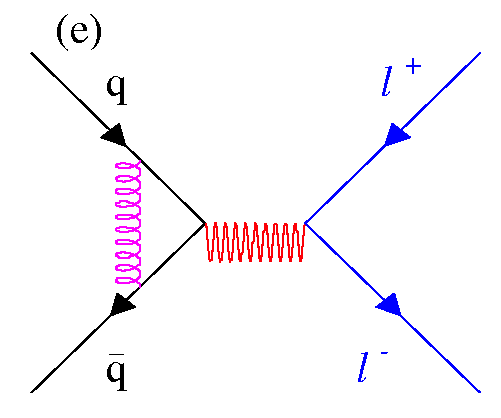 (e)
q
l +
q̄
l -